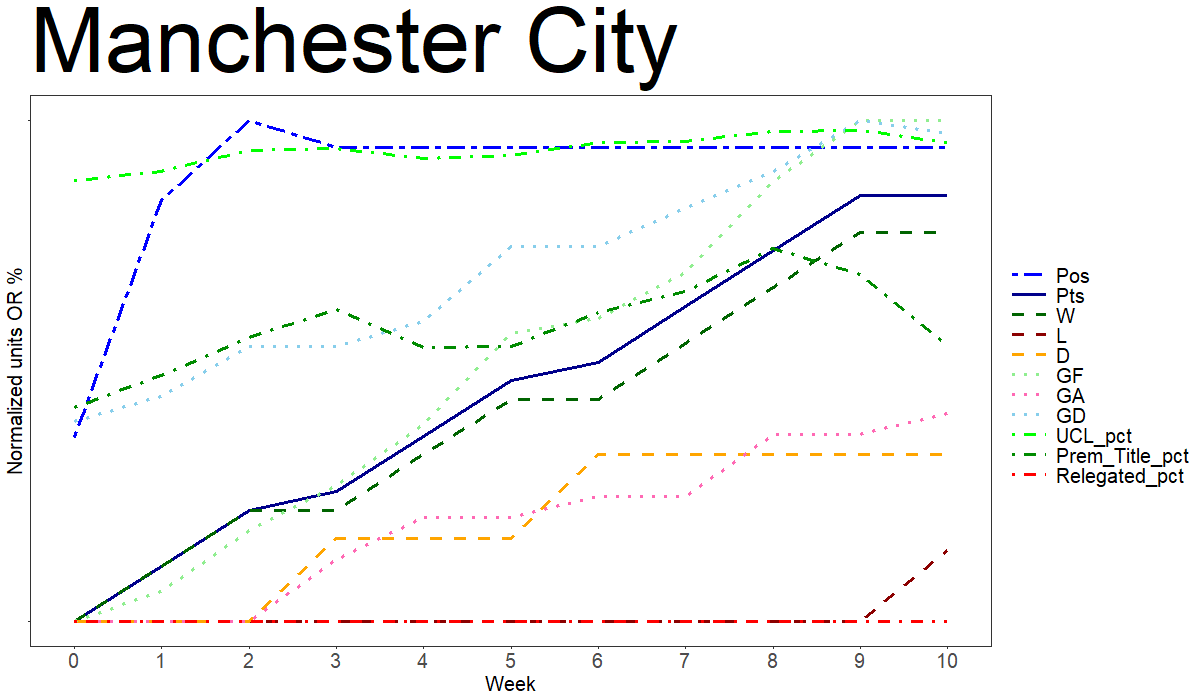 Manchester City
Normalized units OR %
0 1 2 3 4 5 6 7 8 9 10
Week
Pos
Pts
W
L
D
GF
GA
GD
UCL_pct
Prem_Title_pct
Relegated_pct